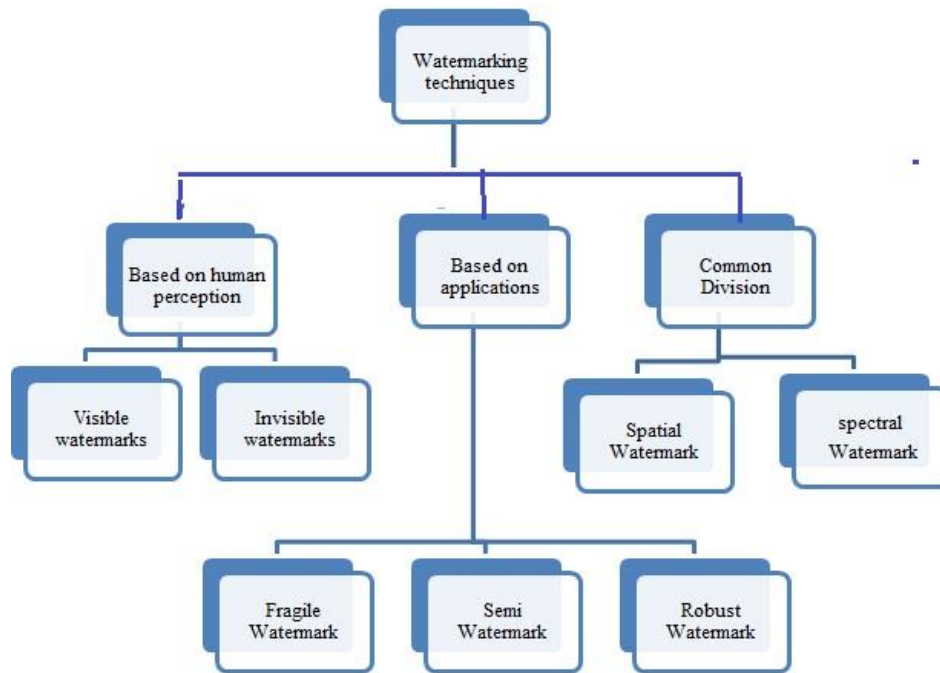 Watermarking
techniques
Based on human
perception
Based on
applications
Common
Division
Visible
watermarks
Invisible
watermarks
Spatial
Watermark
spectral
Watermark
Fragile
Watermark
Semi
Watermark
Robust
Watermark